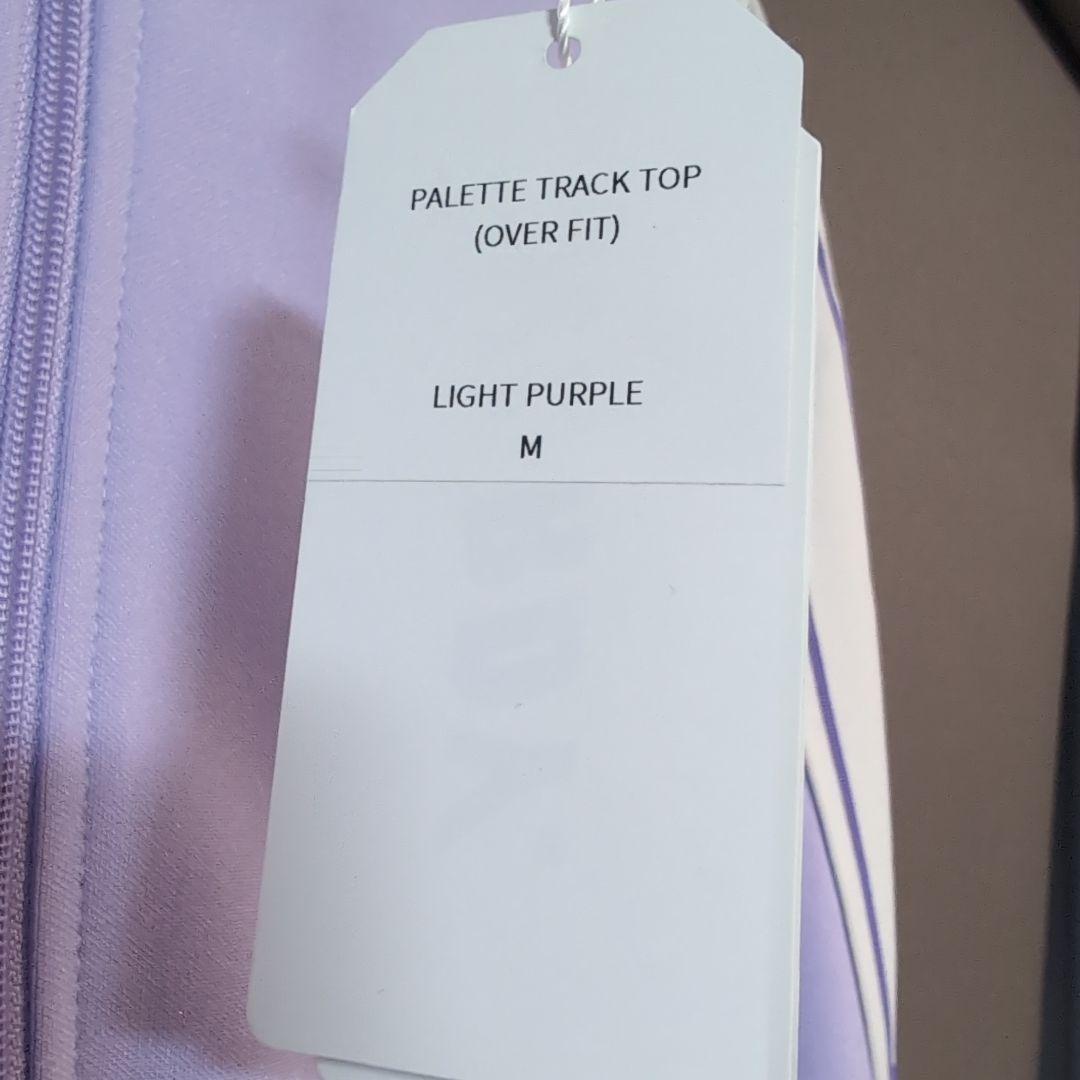 PALETTE TRACK TOP
(OVER FIT)
LIGHT PURPLE
M